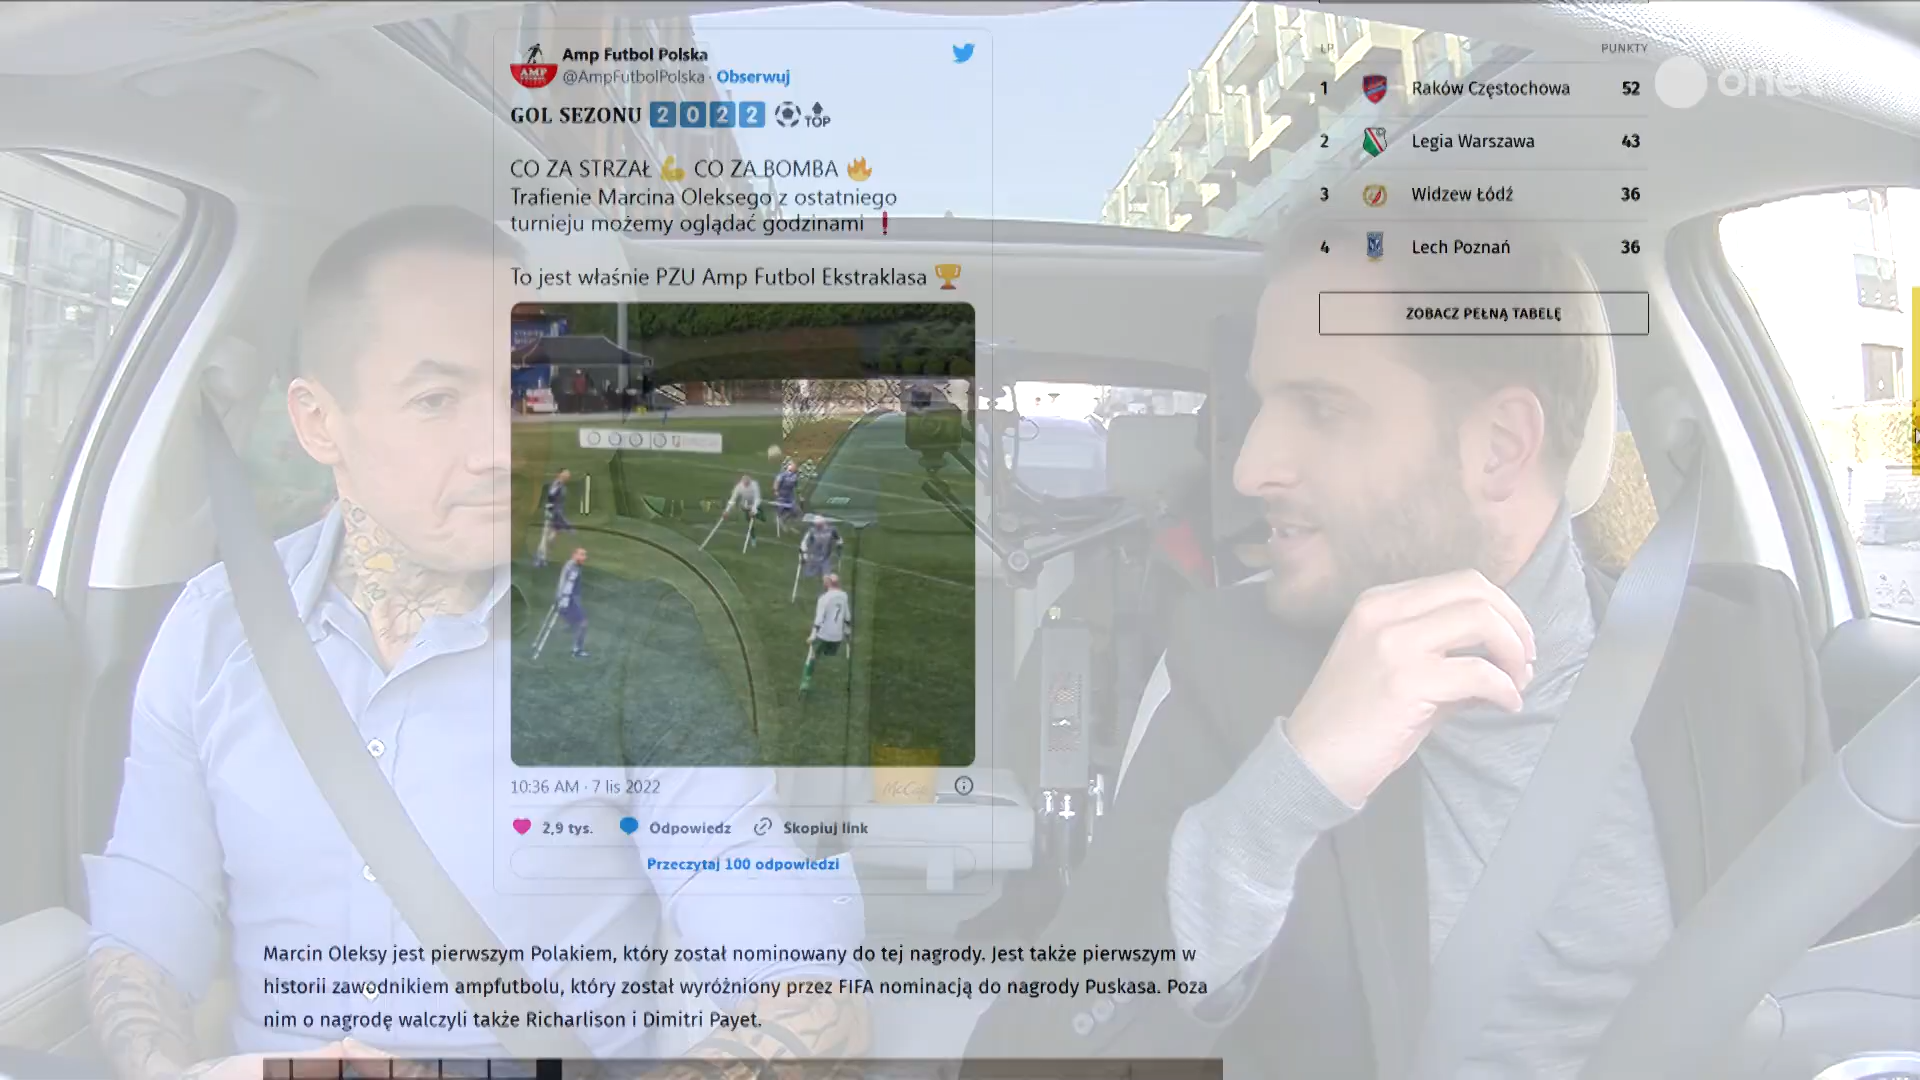 Amp Futbol Polska
@AmpFutbolPolska · Obserwuj
GOL SEZONU 2022 TOP
CO ZA STRZAŁ 💪 CO ZA BOMBA 🔥
Trafienie Marcina Oleksego z ostatniego
turnieju możemy oglądać godzinami ❗
To jest właśnie PZU Amp Futbol Ekstraklasa 🏆
10:36 AM · 7 lis 2022
2,9 tys. Odpowiedz Skopiuj link
Przeczytaj 100 odpowiedzi
Marcin Oleksy jest pierwszym Polakiem, który został nominowany do tej nagrody. Jest także pierwszym w
historii zawodnikiem ampfutbolu, który został wyróżniony przez FIFA nominacją do nagrody Puskasa. Poza
nim o nagrodę walczyli także Richarlison i Dimitri Payet.
LP. PUNKTY
1 Raków Częstochowa 52
2 Legia Warszawa 43
3 Widzew Łódź 36
4 Lech Poznań 36
ZOBACZ PEŁNĄ TABELĘ
AMP
7